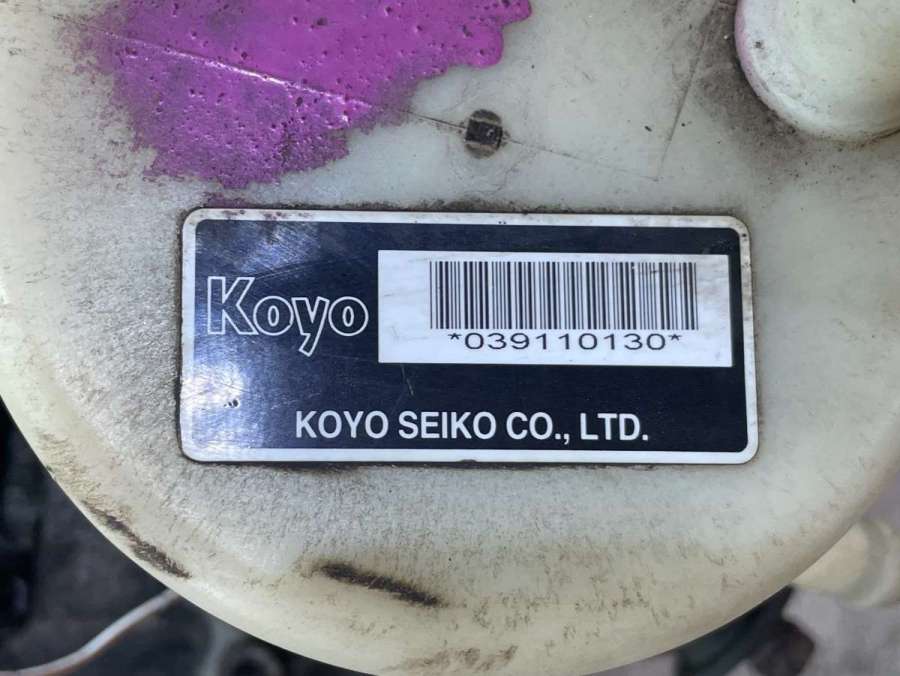 Koyo
*039110130*
KOYO SEIKO CO., LTD.